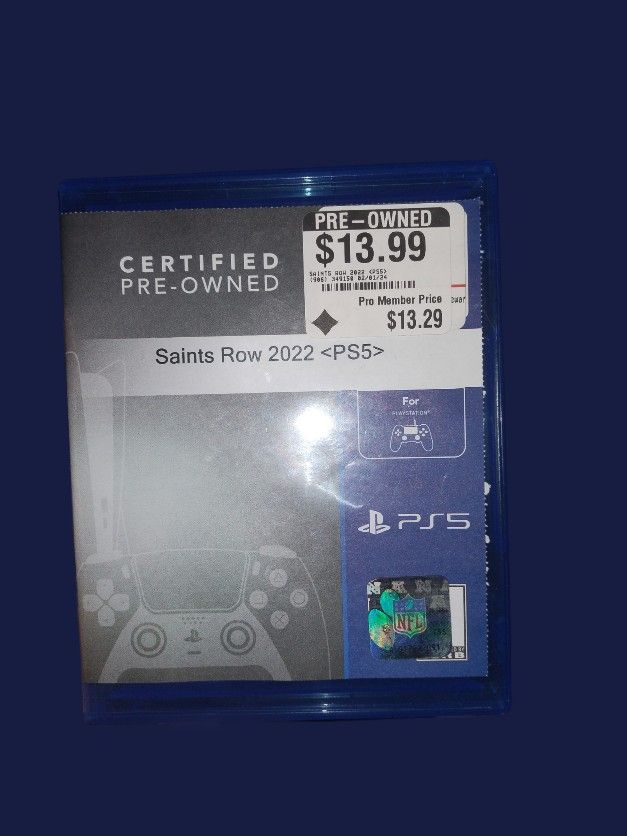 PRE-OWNED
$13.99
SAINTS ROW 2022 <PS5>
Pro Member Price
$13.29
CERTIFIED
PRE-OWNED
Saints Row 2022 <PS5>
For
PLAYSTATION
PS5
NFL